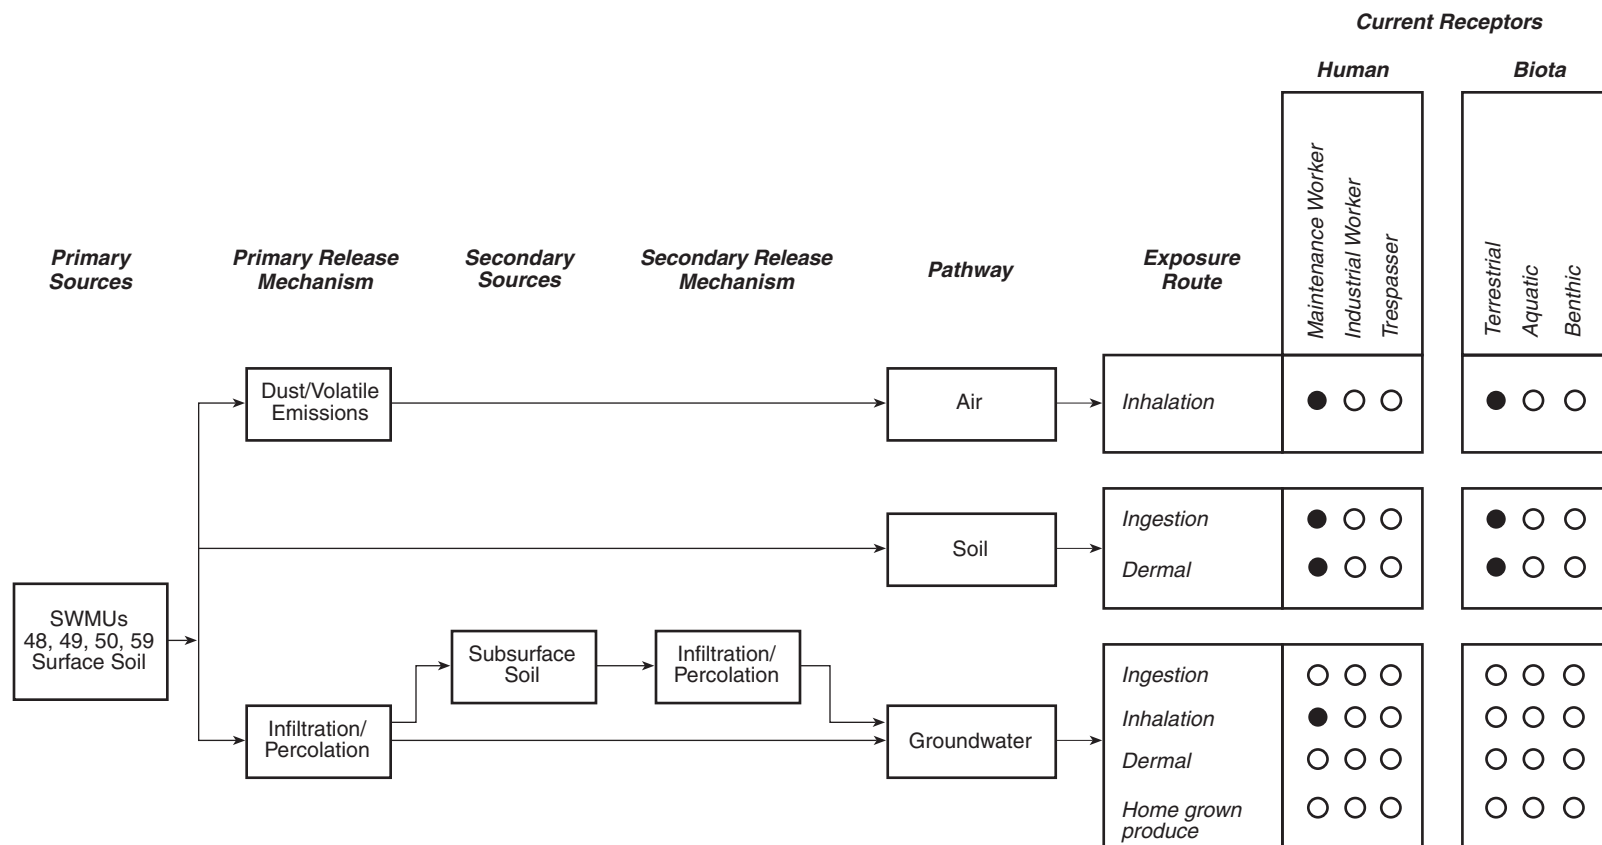 Current Receptors
Human
Biota
Maintenance Worker
Industrial Worker
Trespasser
Terrestrial
Aquatic
Benthic
Primary
Sources
Primary Release
Mechanism
Secondary
Sources
Secondary Release
Mechanism
Pathway
Exposure
Route
Dust/Volatile
Emissions
Air
Inhalation
Soil
Ingestion
Dermal
SWMUs
48, 49, 50, 59
Surface Soil
Subsurface
Soil
Infiltration/
Percolation
Infiltration/
Percolation
Groundwater
Ingestion
Inhalation
Dermal
Home grown
produce